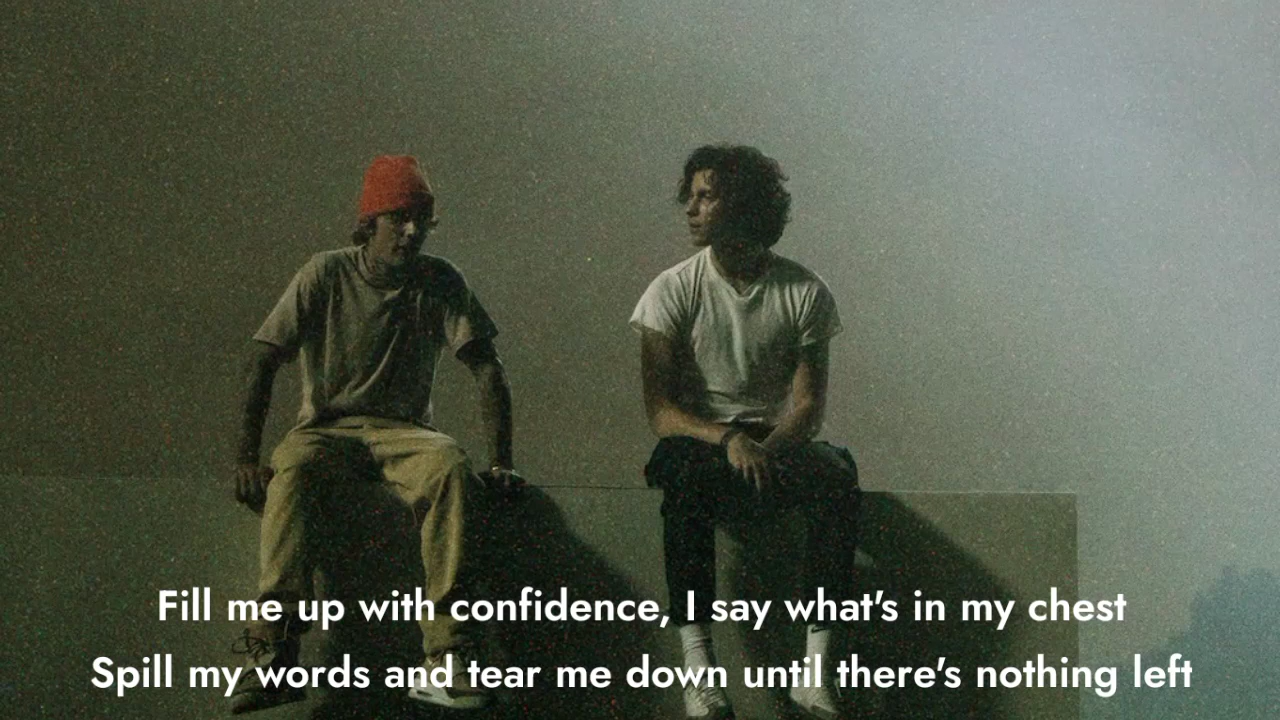 Fill me up with confidence, I say what's in my chest
Spill my words and tear me down until there's nothing left